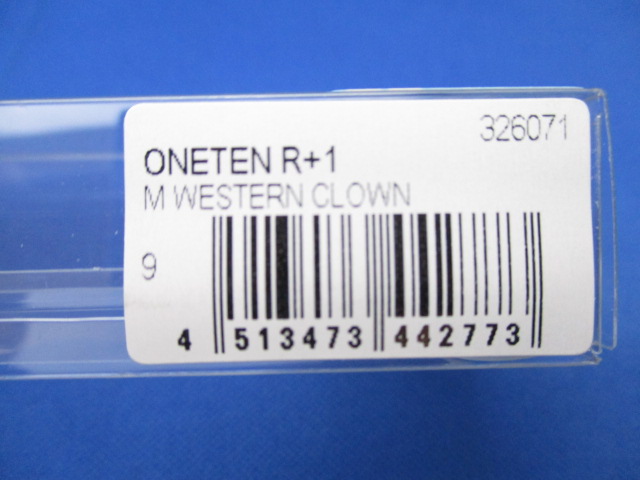 326071
ONETEN R+1
M WESTERN CLOWN
9
4 513473 442773